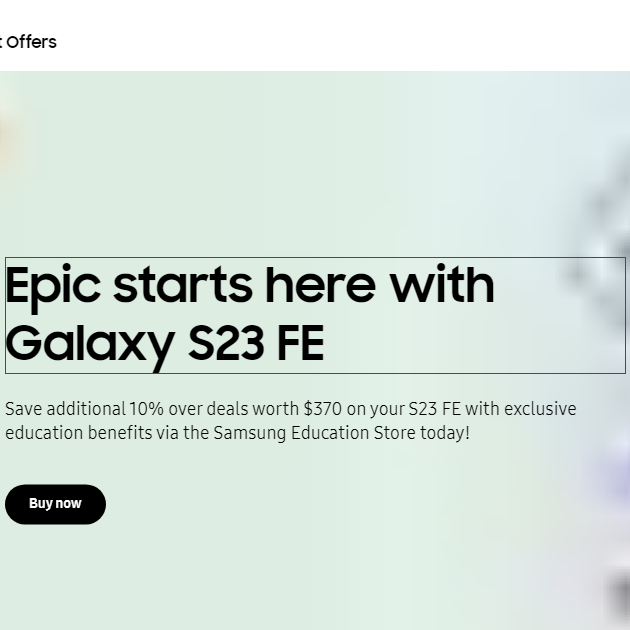 Offers
Epic starts here with
Galaxy S23 FE
Save additional 10% over deals worth $370 on your S23 FE with exclusive
education benefits via the Samsung Education Store today!
Buy now